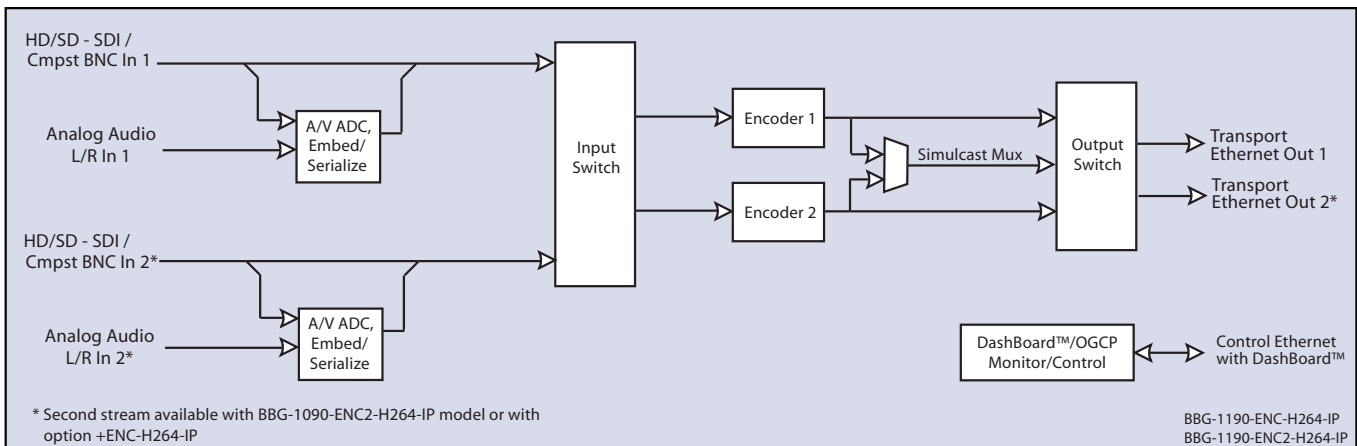 HD/SD - SDI /
Cmpst BNC In 1
Analog Audio
L/R In 1
A/V ADC,
Embed/
Serialize
HD/SD - SDI /
Cmpst BNC In 2*
Analog Audio
L/R In 2*
A/V ADC,
Embed/
Serialize
Input
Switch
Encoder 1
Encoder 2
Simulcast Mux
Output
Switch
Transport
Ethernet Out 1
Transport
Ethernet Out 2*
DashBoard™/OGCP
Monitor/Control
Control Ethernet
with DashBoard™
* Second stream available with BBG-1090-ENC2-H264-IP model or with
option +ENC-H264-IP
BBG-1190-ENC-H264-IP
BBG-1190-ENC2-H264-IP